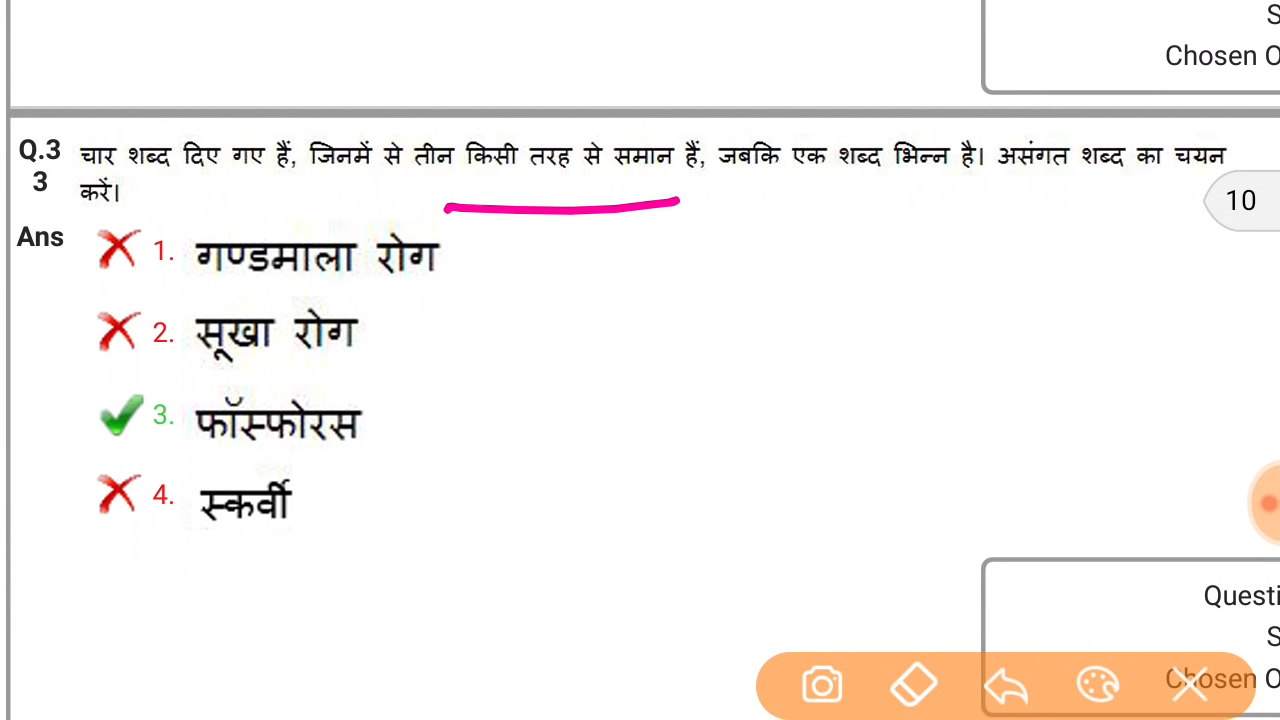 S
Chosen O
Q.3
3
चार शब्द दिए गए हैं, जिनमें से तीन किसी तरह से समान हैं, जबकि एक शब्द भिन्न है। असंगत शब्द का चयन
करें।
10
Ans
1. गण्डमाला रोग
2. सूखा रोग
3. फॉस्फोरस
4. स्कर्वी
Questi
S
Chosen O